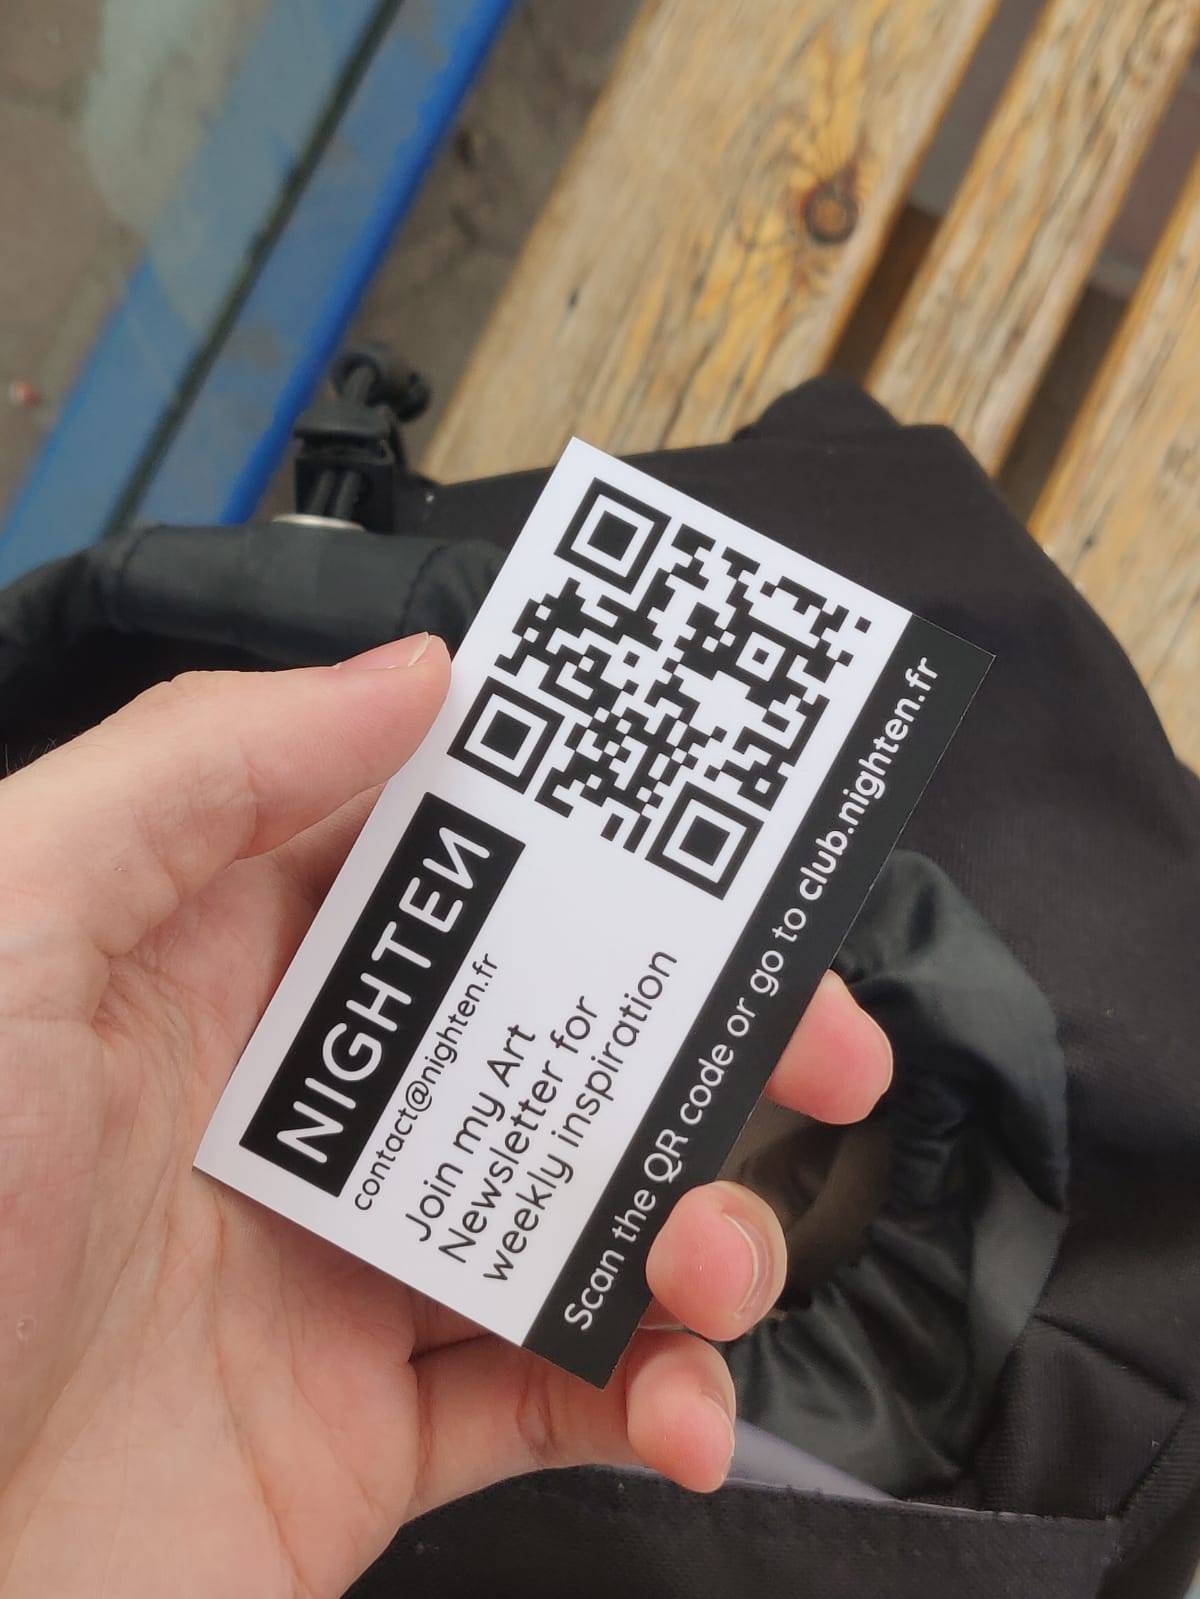 NIGHTEN
contact@nighten.fr
Join my Art
Newsletter for
weekly inspiration
Scan the QR code or go to club.nighten.fr